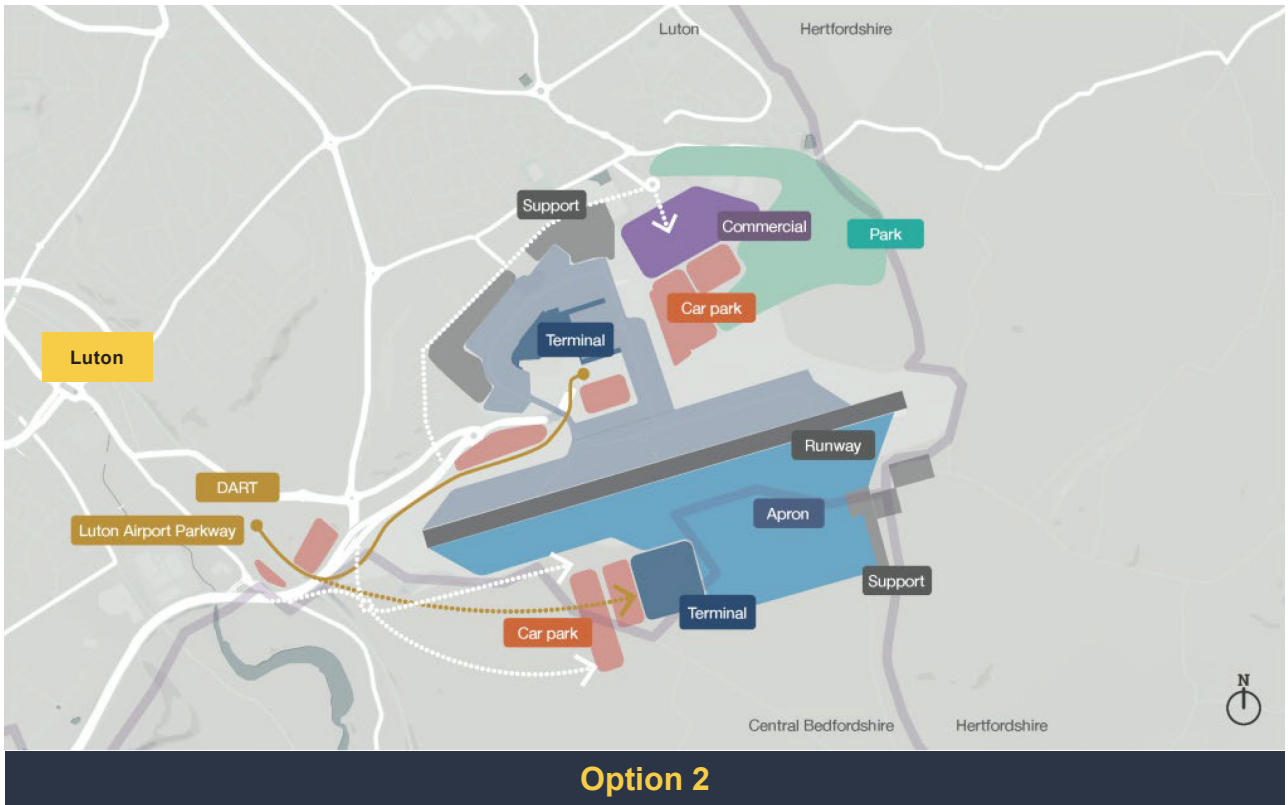 Luton
Hertfordshire
Support
Commercial
Park
Car park
Terminal
Luton
Runway
DART
Apron
Luton Airport Parkway
Support
Terminal
Car park
N
Central Bedfordshire
Hertfordshire
Option 2